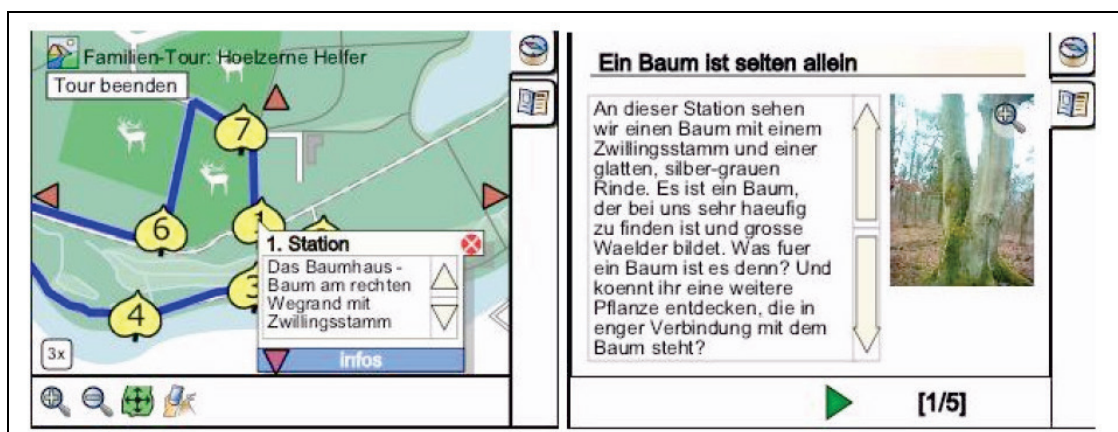 Familien-Tour: Hoelzerne Helfer
Tour beenden
7
6
1
3
4
1. Station
Das Baumhaus -
Baum am rechten
Wegrand mit
Zwillingsstamm
infos
3x
Ein Baum ist selten allein
An dieser Station sehen
wir einen Baum mit einem
Zwillingsstamm und einer
glatten, silber-grauen
Rinde. Es ist ein Baum,
der bei uns sehr haeufig
zu finden ist und grosse
Waelder bildet. Was fuer
ein Baum ist es denn? Und
koennt ihr eine weitere
Pflanze entdecken, die in
enger Verbindung mit dem
Baum steht?
[1/5]